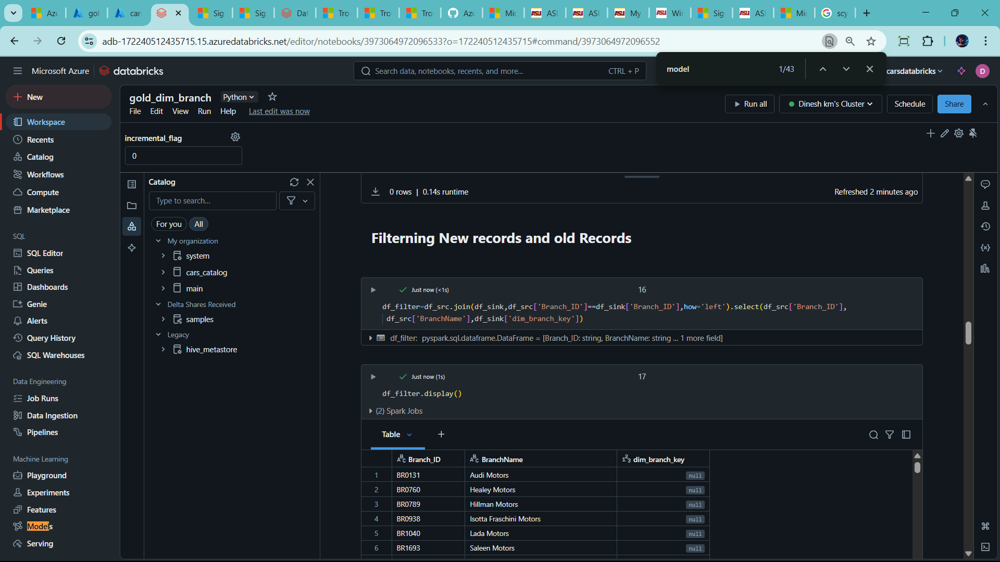 Azu
gol
car
Sig
Sig
Dat
Tro
Tro
Tro
Azu
Mic
ASU
ASU
My
Win
Sig
ASU
Mic
scy
adb-172240512435715.15.azuredatabricks.net/editor/notebooks/3973064972096533?o=172240512435715#command/3973064972096552
model
1/43
Microsoft Azure
databricks
Search data, notebooks, recents, and more...
CTRL + P
carsdatabricks
D
New
gold_dim_branch
Python
File
Edit
View
Run
Help
Last edit was now
Run all
Dinesh km's Cluster
Schedule
Share
Workspace
Recents
Catalog
Workflows
Compute
Marketplace
SQL
SQL Editor
Queries
Dashboards
Genie
Alerts
Query History
SQL Warehouses
Data Engineering
Job Runs
Data Ingestion
Pipelines
Machine Learning
Playground
Experiments
Features
Models
Serving
incremental_flag
0
Catalog
Type to search...
For you
All
My organization
system
cars_catalog
main
Delta Shares Received
samples
Legacy
hive_metastore
0 rows | 0.14s runtime
Refreshed 2 minutes ago
Filterning New records and old Records
Just now (<1s)
16
df_filter=df_src.join(df_sink,df_src['Branch_ID']==df_sink['Branch_ID'],how='left').select(df_src['Branch_ID'],
df_src['BranchName'],df_sink['dim_branch_key'])
df_filter: pyspark.sql.dataframe.DataFrame = [Branch_ID: string, BranchName: string ... 1 more field]
Just now (1s)
17
df_filter.display()
(2) Spark Jobs
Table
Branch_ID BranchName dim_branch_key
1 BR0131 Audi Motors null
2 BR0760 Healey Motors null
3 BR0789 Hillman Motors null
4 BR0938 Isotta Fraschini Motors null
5 BR1040 Lada Motors null
6 BR1693 Saleen Motors null